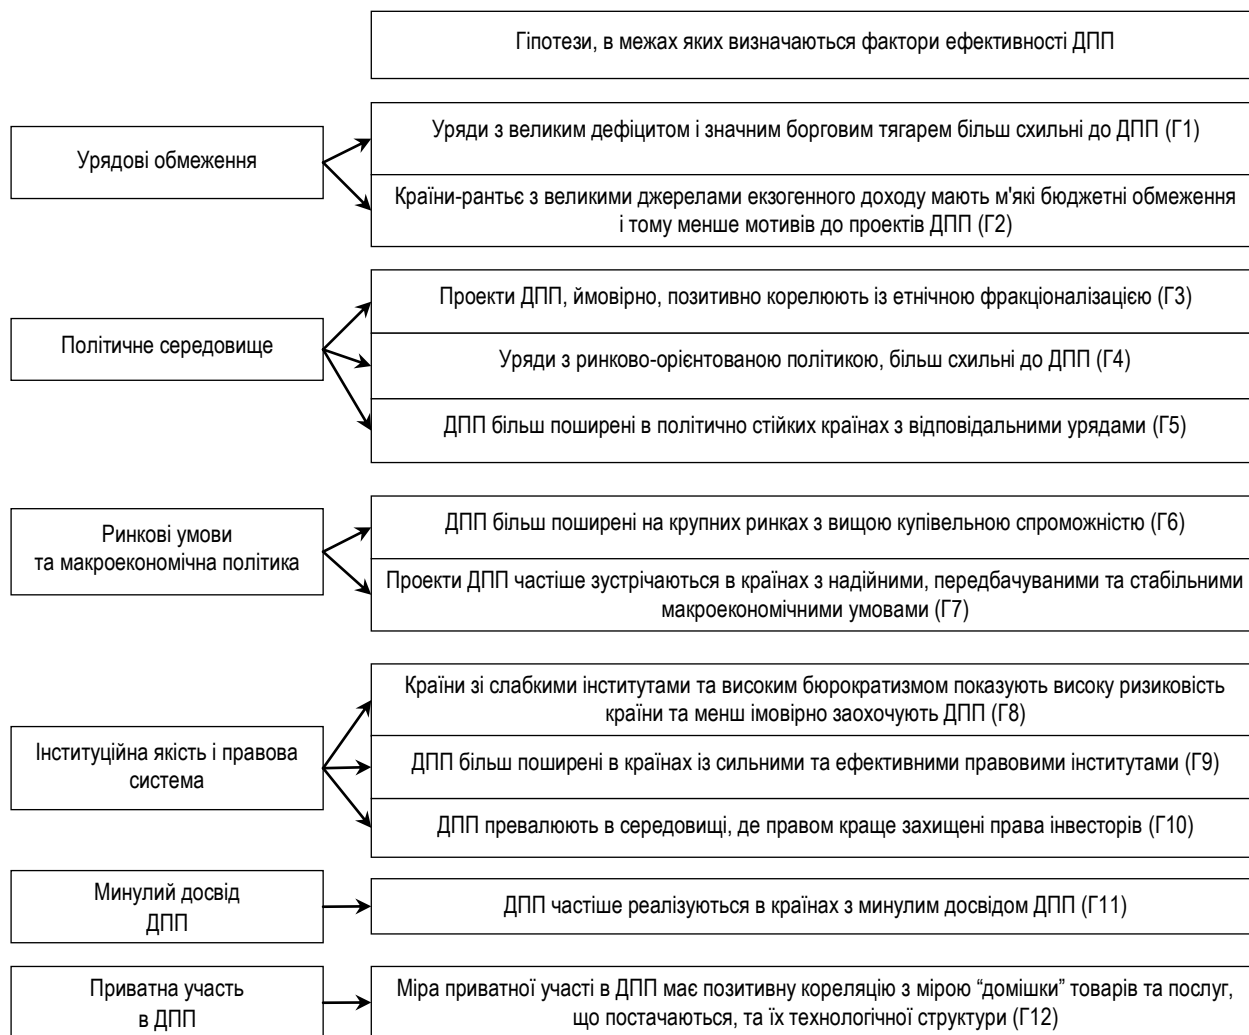 Гіпотези, в межах яких визначаються фактори ефективності ДПП
Урядові обмеження
Уряди з великим дефіцитом і значним борговим тягарем більш схильні до ДПП (Г1)
Країни-рантьє з великими джерелами екзогенного доходу мають м'які бюджетні обмеження
і тому менше мотивів до проектів ДПП (Г2)
Політичне середовище
Проекти ДПП, ймовірно, позитивно корелюють із етнічною фракціоналізацією (Г3)
Уряди з ринково-орієнтованою політикою, більш схильні до ДПП (Г4)
ДПП більш поширені в політично стійких країнах з відповідальними урядами (Г5)
Ринкові умови
та макроекономічна політика
ДПП більш поширені на крупних ринках з вищою купівельною спроможністю (Г6)
Проекти ДПП частіше зустрічаються в країнах з надійними, передбачуваними та стабільними
макроекономічними умовами (Г7)
Інституційна якість і правова
система
Країни зі слабкими інститутами та високим бюрократизмом показують високу ризиковість
країни та менш імовірно заохочують ДПП (Г8)
ДПП більш поширені в країнах із сильними та ефективними правовими інститутами (Г9)
ДПП превалюють в середовищі, де правом краще захищені права інвесторів (Г10)
Минулий досвід
ДПП
ДПП частіше реалізуються в країнах з минулим досвідом ДПП (Г11)
Приватна участь
в ДПП
Міра приватної участі в ДПП має позитивну кореляцію з мірою “домішки” товарів та послуг,
що постачаються, та їх технологічної структури (Г12)